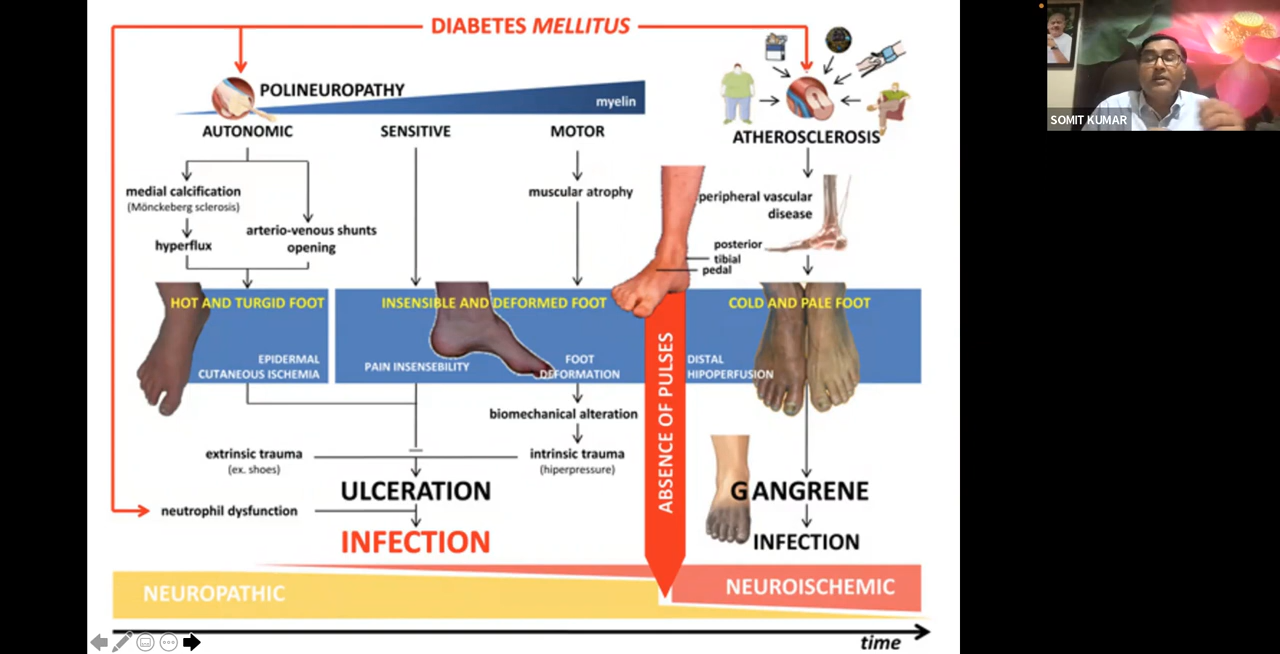 DIABETES MELLITUS
POLINEUROPATHY
myelin
AUTONOMIC
SENSITIVE
MOTOR
ATHEROSCLEROSIS
medial calcification
(Mönckeberg sclerosis)
hyperflux
arterio-venous shunts
opening
muscular atrophy
peripheral vascular
disease
posterior
tibial
pedal
HOT AND TURGID FOOT
EPIDERMAL
CUTANEOUS ISCHEMIA
INSENSIBLE AND DEFORMED FOOT
PAIN INSENSEBILITY
FOOT
DEFORMATION
COLD AND PALE FOOT
DISTAL
HIPOPERFUSION
ABSENCE OF PULSES
biomechanical alteration
extrinsic trauma
(ex. shoes)
intrinsic trauma
(hiperpressure)
ULCERATION
neutrophil dysfunction
INFECTION
GANGRENE
INFECTION
NEUROPATHIC
NEUROISCHEMIC
time
SOMIT KUMAR